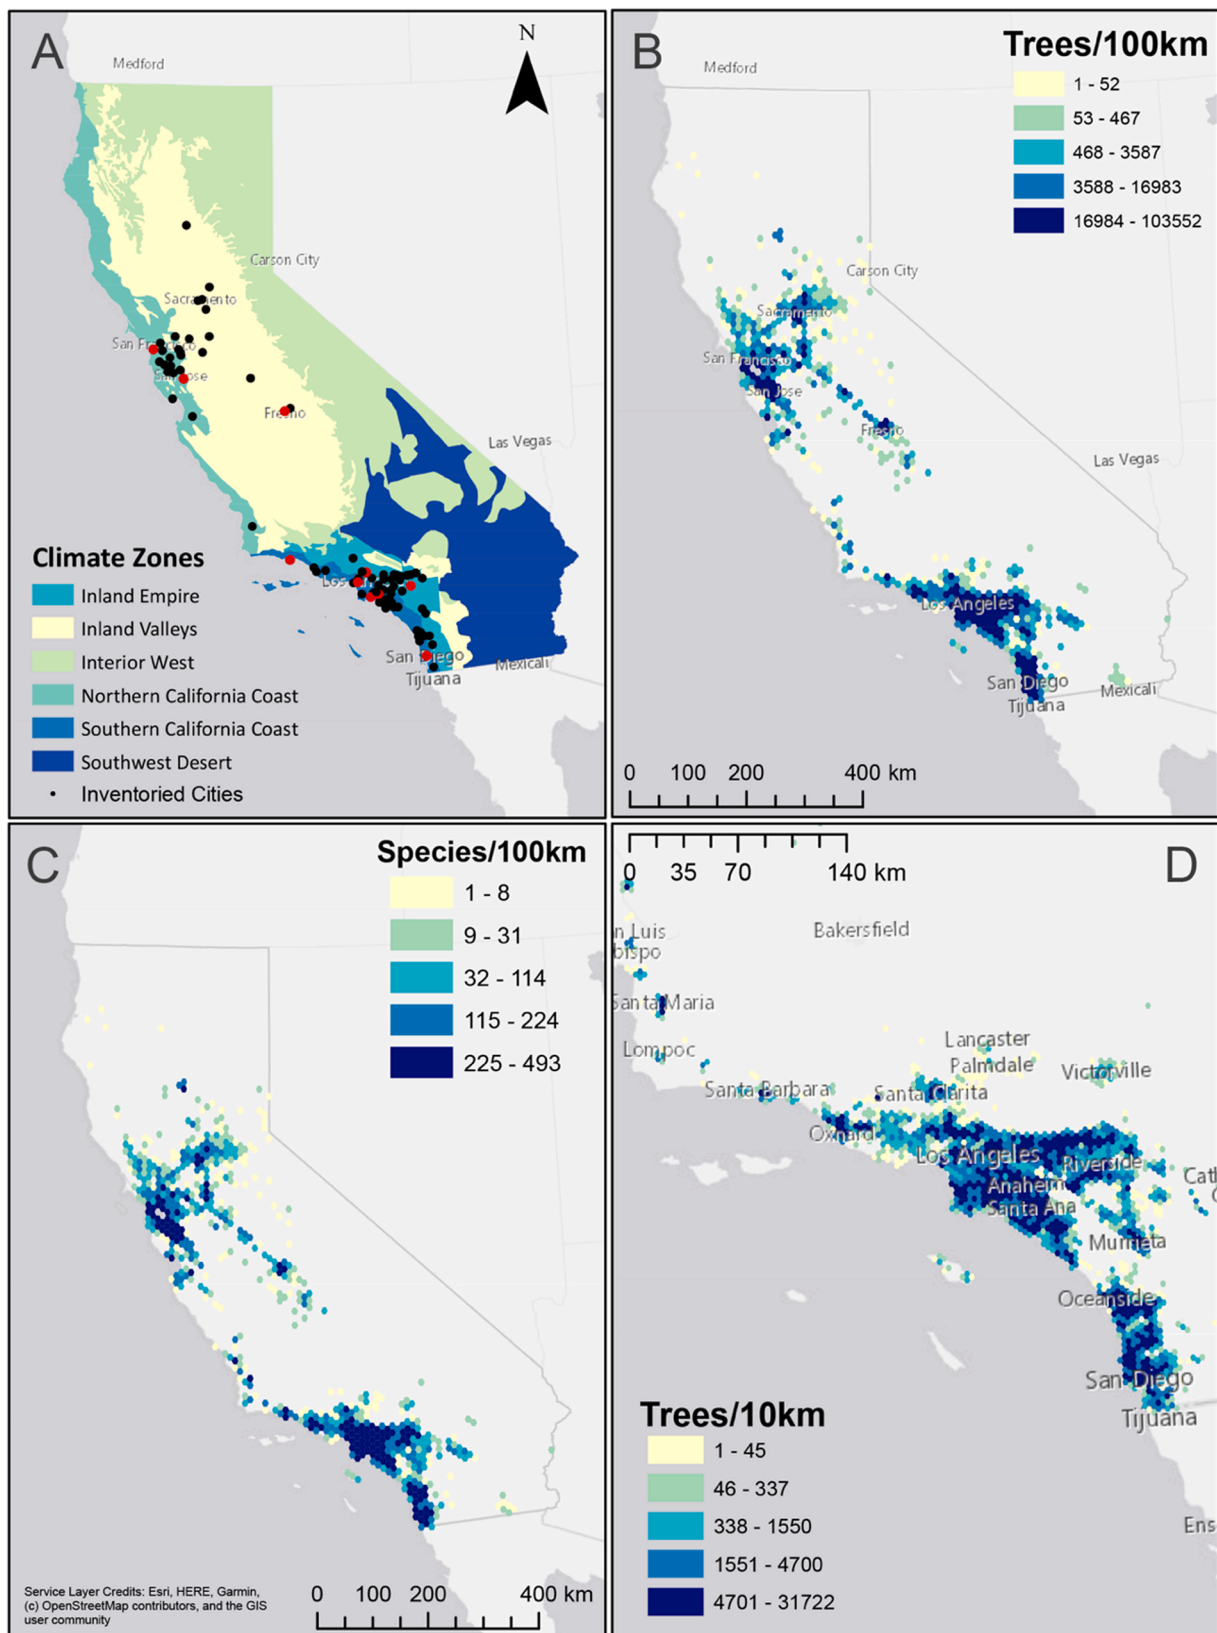 A
N
Medford
Carson City
Sacramento
San Francisco
San Jose
Fresno
Las Vegas
San Diego
Tijuana
Mexicali
Climate Zones
Inland Empire
Inland Valleys
Interior West
Northern California Coast
Southern California Coast
Southwest Desert
Inventoried Cities
B
Trees/100km
1 - 52
53 - 467
468 - 3587
3588 - 16983
16984 - 103552
Medford
Carson City
Sacramento
San Francisco
San Jose
Fresno
Las Vegas
Los Angeles
San Diego
Tijuana
Mexicali
0 100 200 400 km
C
Species/100km
1 - 8
9 - 31
32 - 114
115 - 224
225 - 493
Service Layer Credits: Esri, HERE, Garmin,
(c) OpenStreetMap contributors, and the GIS
user community
0 100 200 400 km
D
0 35 70 140 km
n Luis
bispo
Bakersfield
Santa Maria
Lompoc
Santa Barbara
Lancaster
Palmdale
Victorville
Santa Clarita
Oxnard
Los Angeles
Riverside
Anaheim
Santa Ana
Murrieta
Oceanside
San Diego
Tijuana
Ens
Trees/10km
1 - 45
46 - 337
338 - 1550
1551 - 4700
4701 - 31722